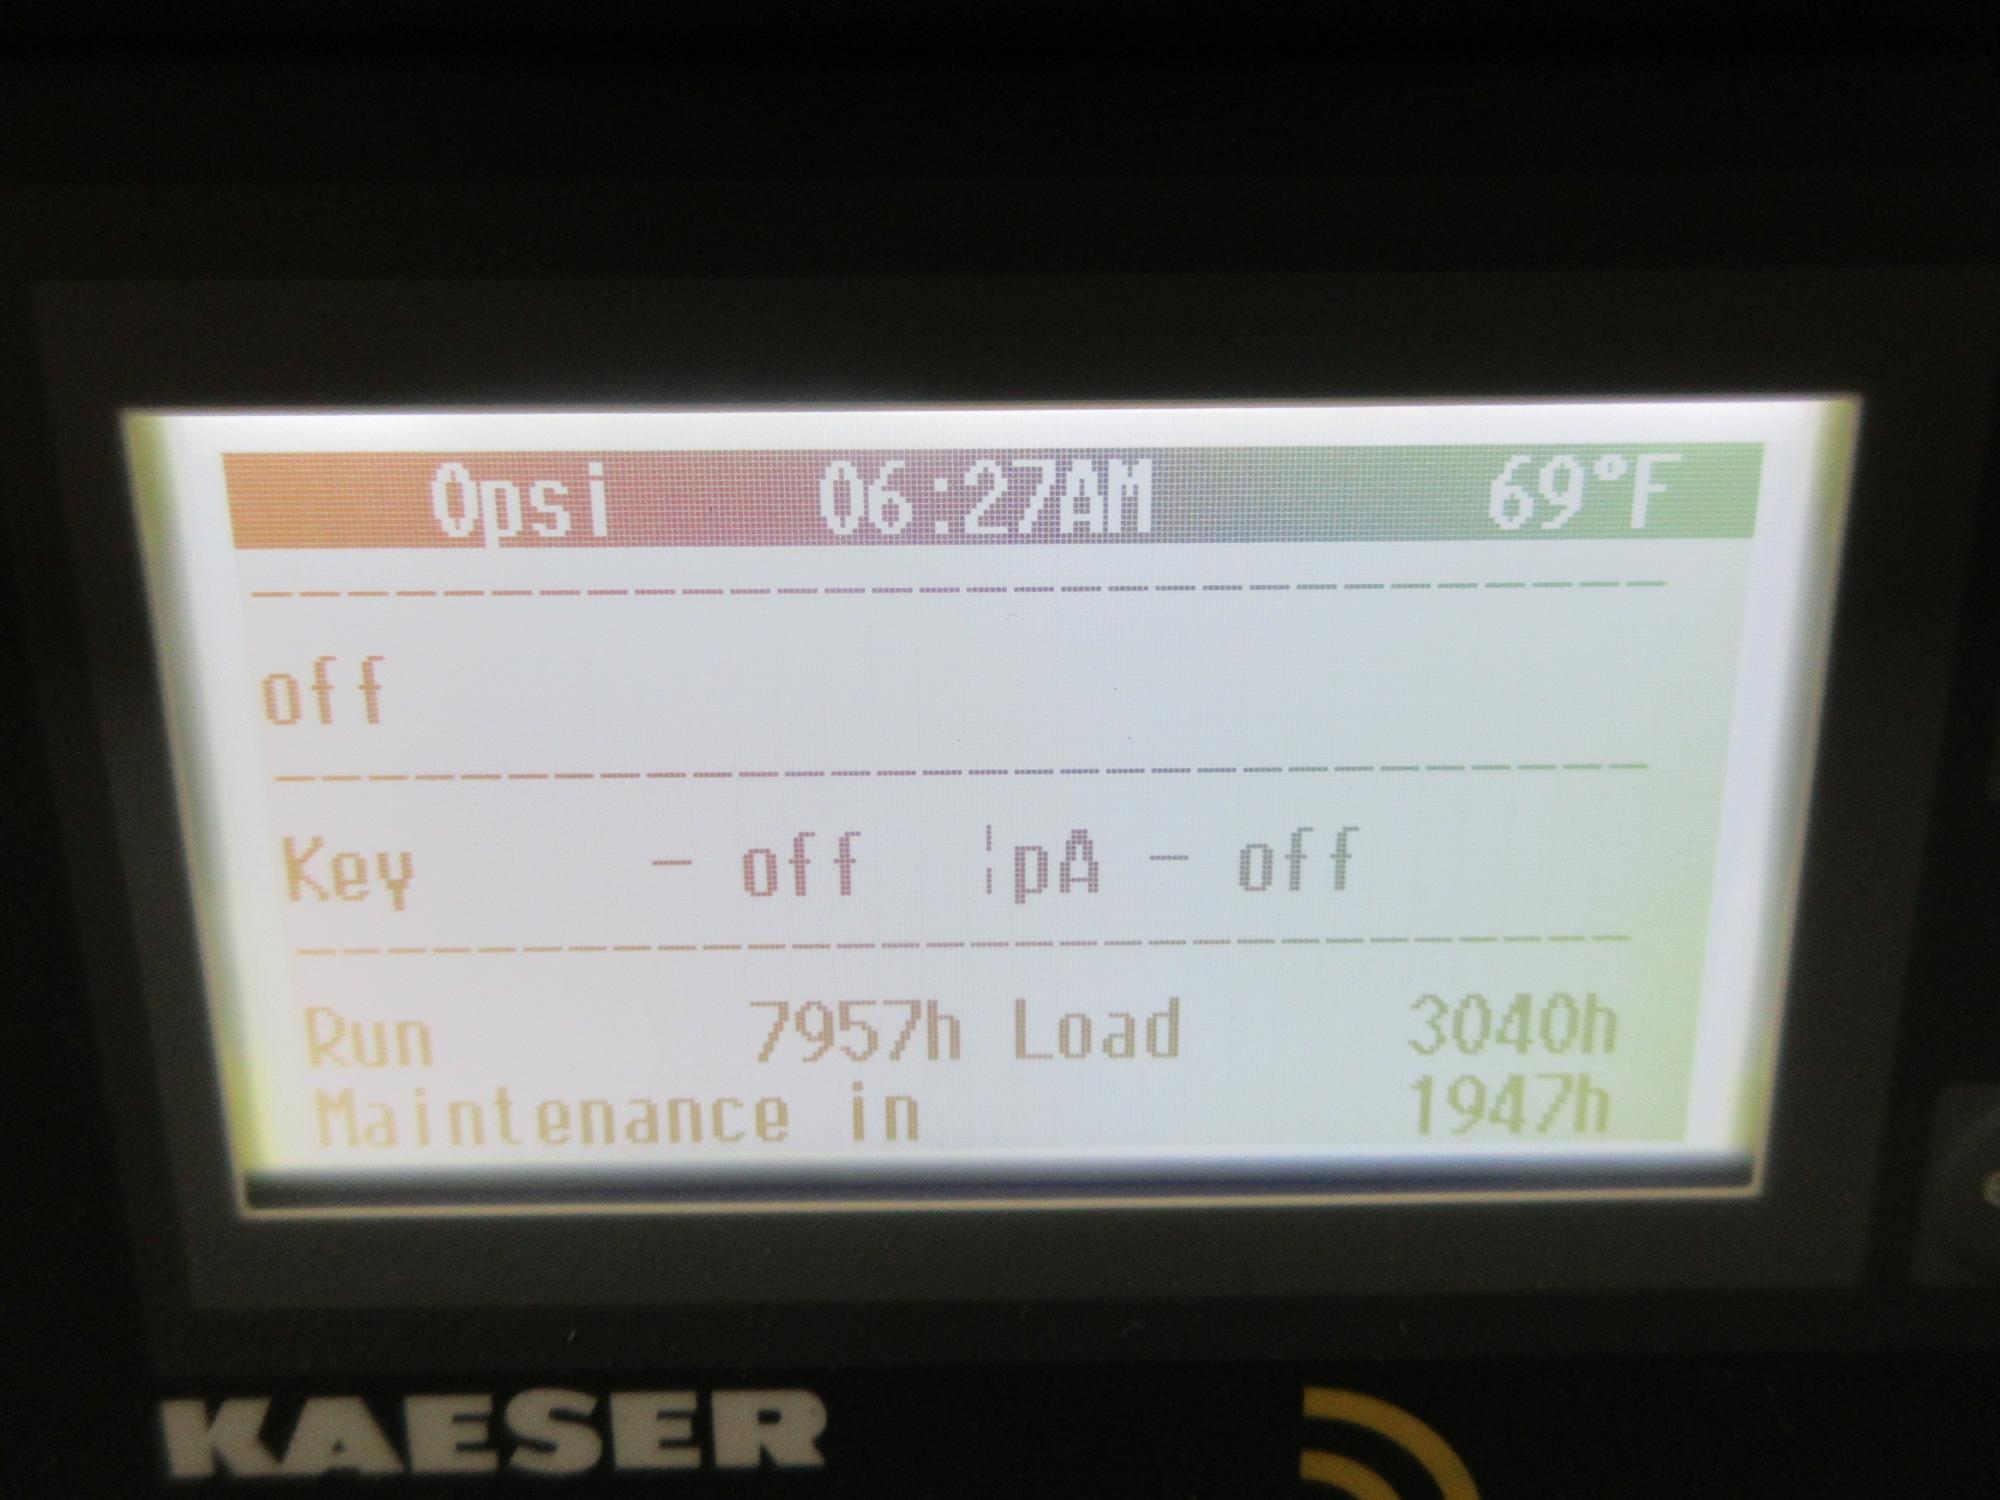 0psi 06:27AM 69°F
off
Key - off ¦pA - off
Run 7957h Load 3040h
Maintenance in 1947h
KAESER